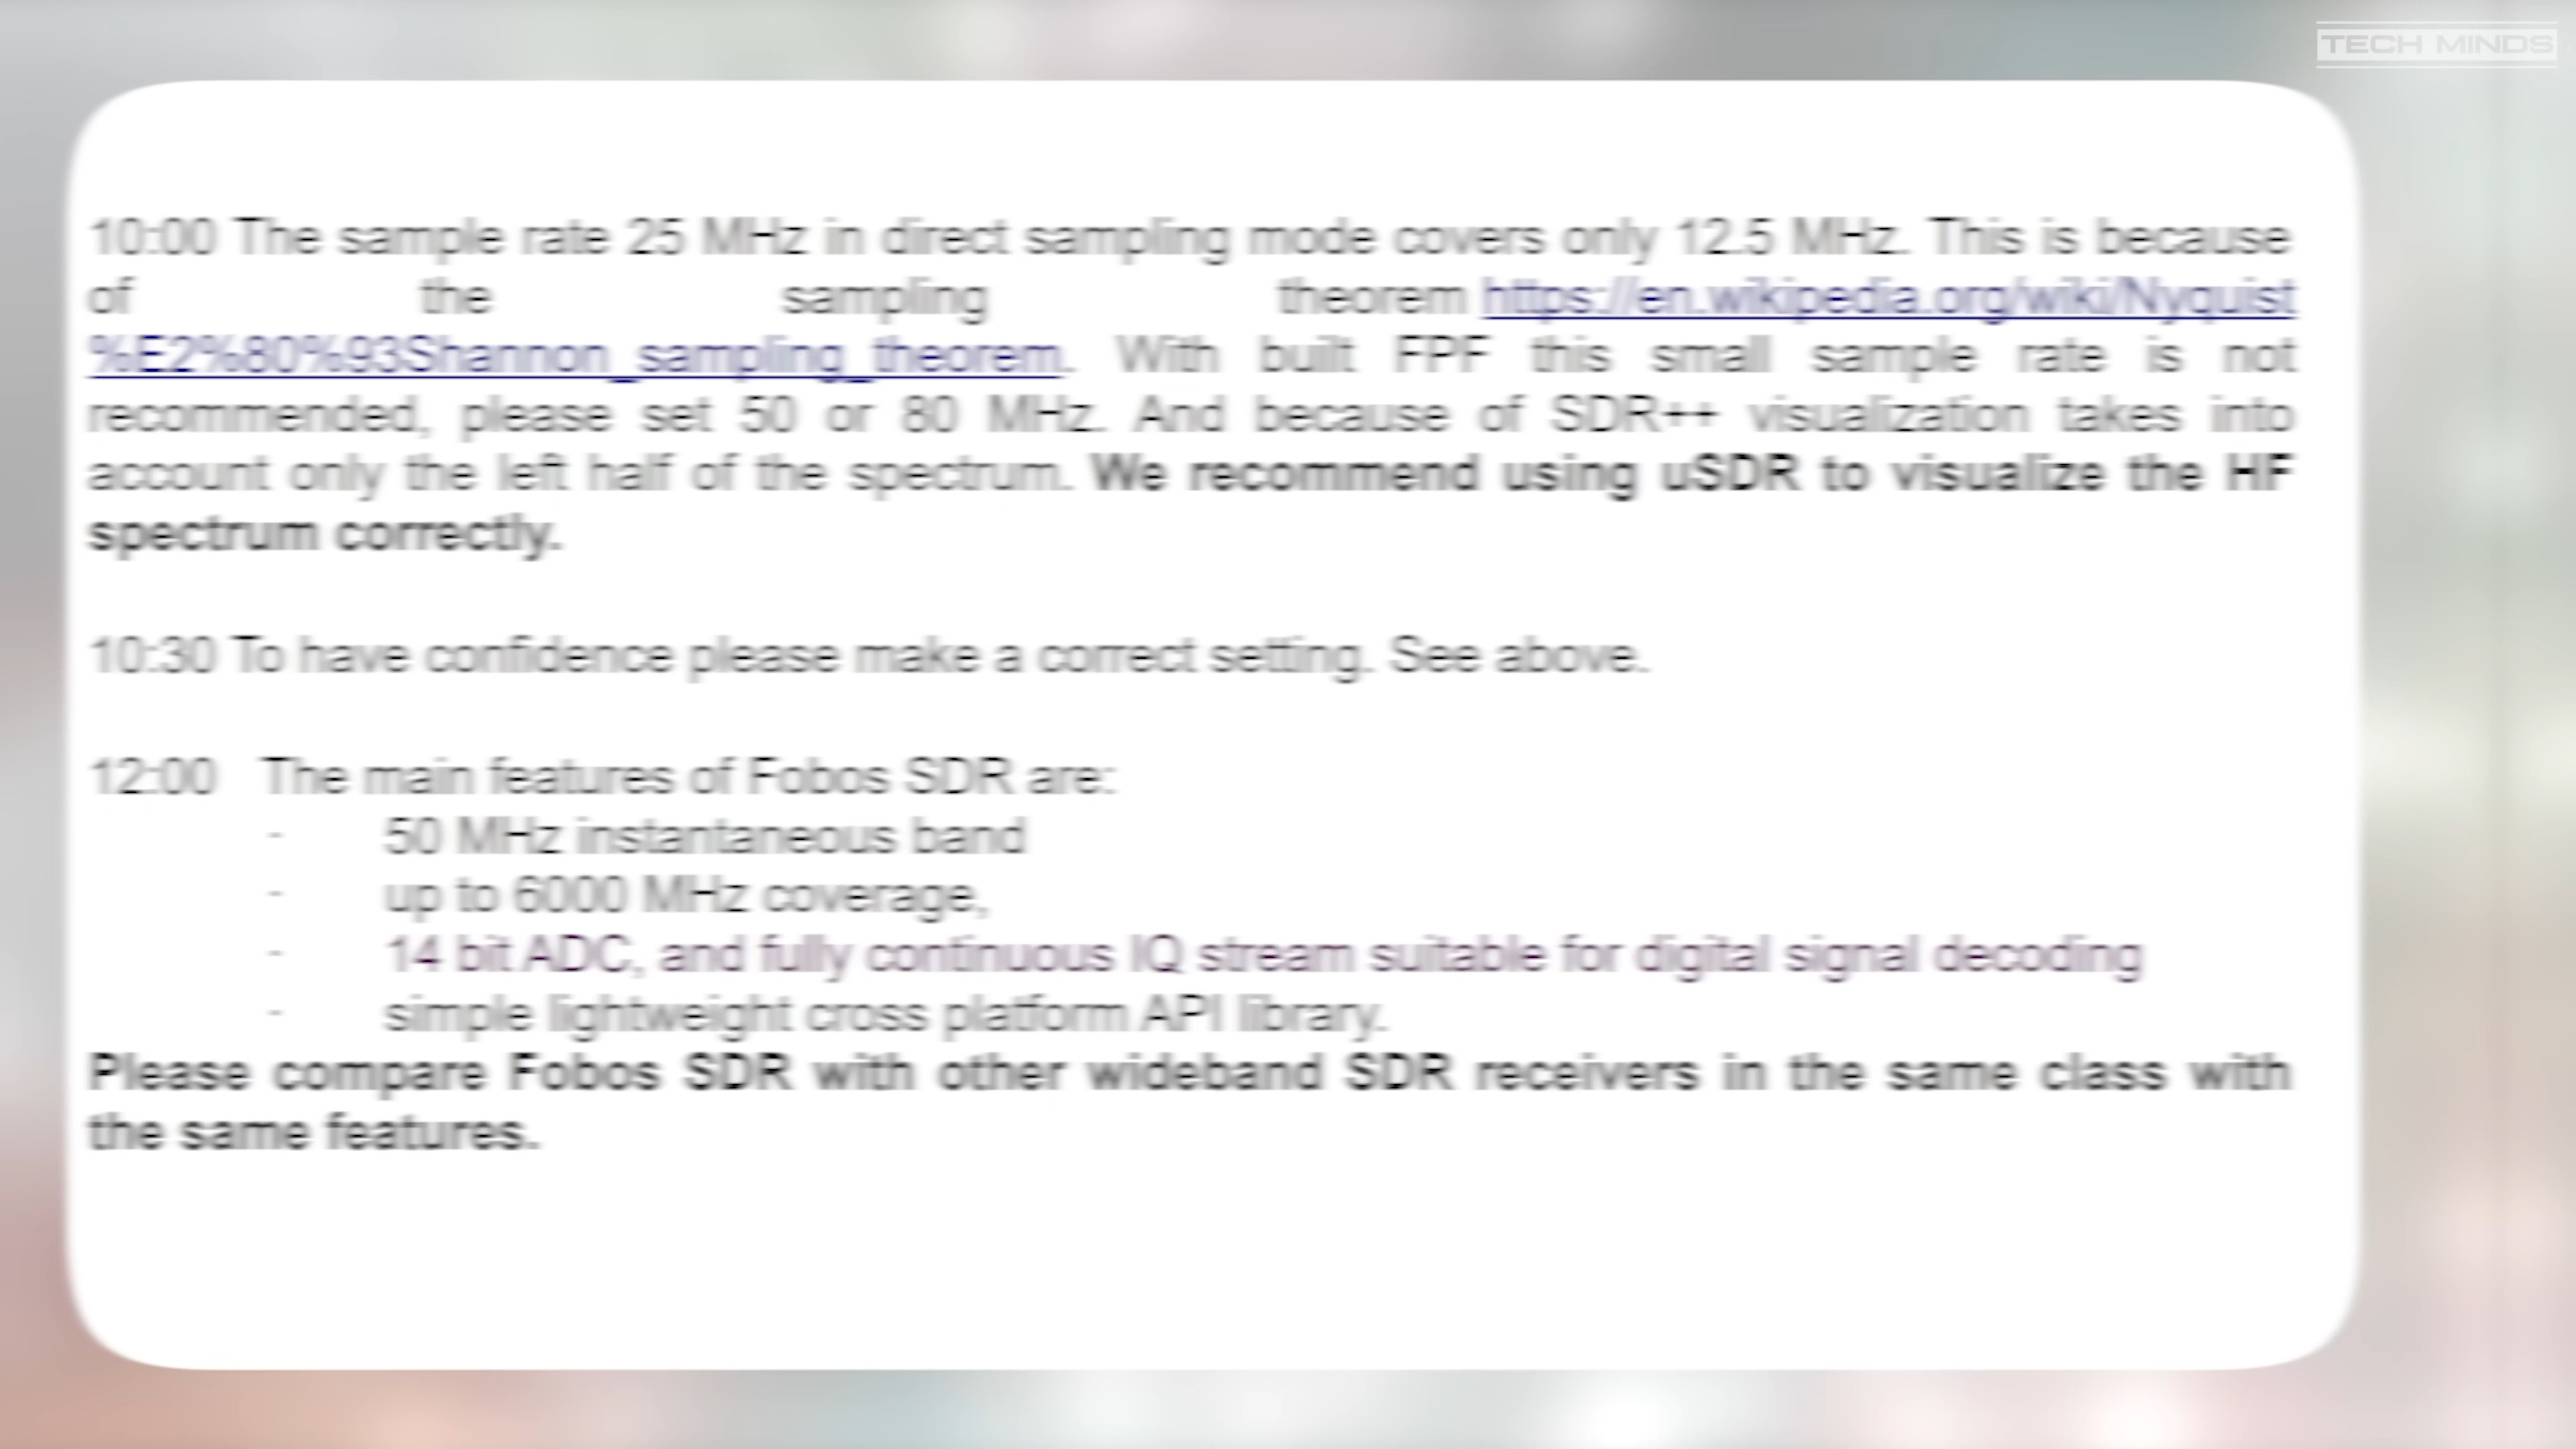 TECH MINDS
10:00 The sample rate 25 MHz in direct sampling mode covers only 12.5 MHz. This is because
of the sampling theorem https://en.wikipedia.org/wiki/Nyquist
%E2%80%93Shannon_sampling_theorem. With built FPF this small sample rate is not
recommended, please set 50 or 80 MHz. And because of SDR++ visualization takes into
account only the left half of the spectrum. We recommend using uSDR to visualize the HF
spectrum correctly.
10:30 To have confidence please make a correct setting. See above.
12:00 The main features of Fobos SDR are:
- 50 MHz instantaneous band
- up to 6000 MHz coverage,
- 14 bit ADC, and fully continuous IQ stream suitable for digital signal decoding
- simple lightweight cross platform API library.
Please compare Fobos SDR with other wideband SDR receivers in the same class with
the same features.